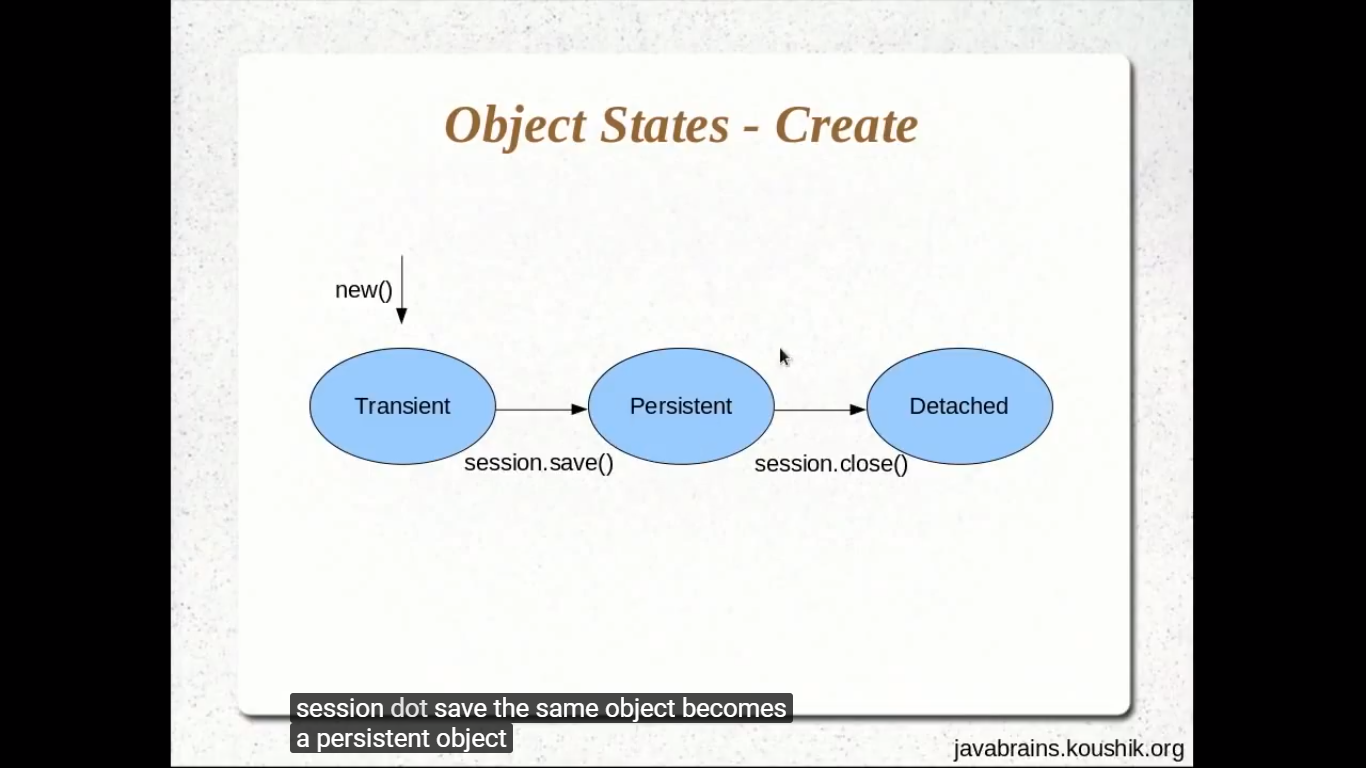 Object States - Create
new()
Transient
Persistent
Detached
session.save()
session.close()
session dot save the same object becomes
a persistent object
javabrains.koushik.org